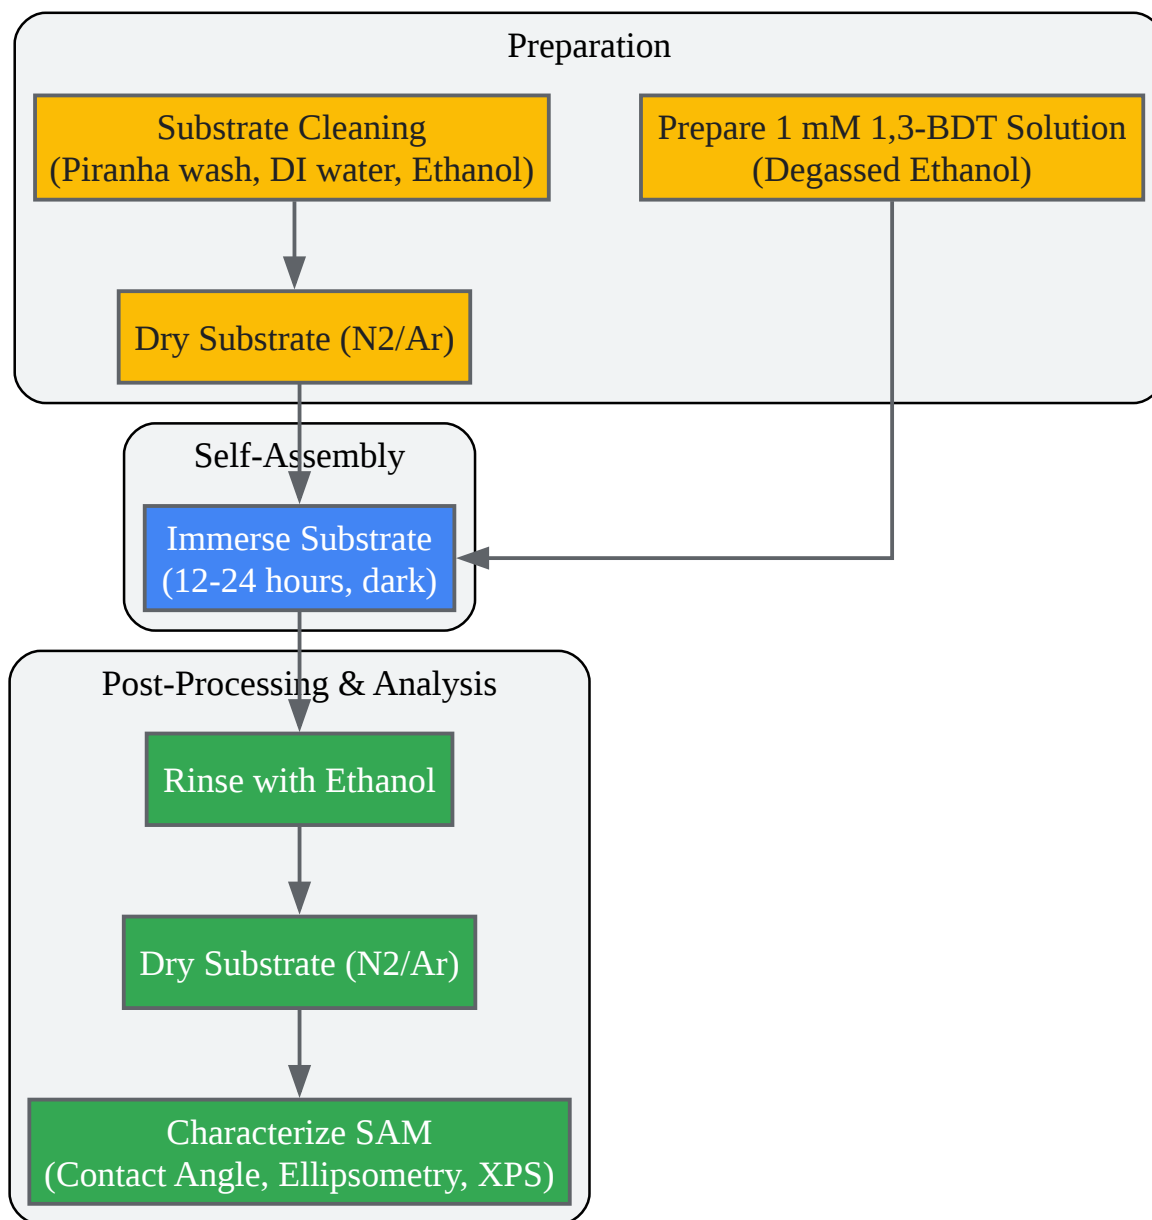 Preparation
Substrate Cleaning
(Piranha wash, DI water, Ethanol)
Prepare 1 mM 1,3-BDT Solution
(Degassed Ethanol)
Dry Substrate (N2/Ar)
Self-Assembly
Immerse Substrate
(12-24 hours, dark)
Post-Processing & Analysis
Rinse with Ethanol
Dry Substrate (N2/Ar)
Characterize SAM
(Contact Angle, Ellipsometry, XPS)